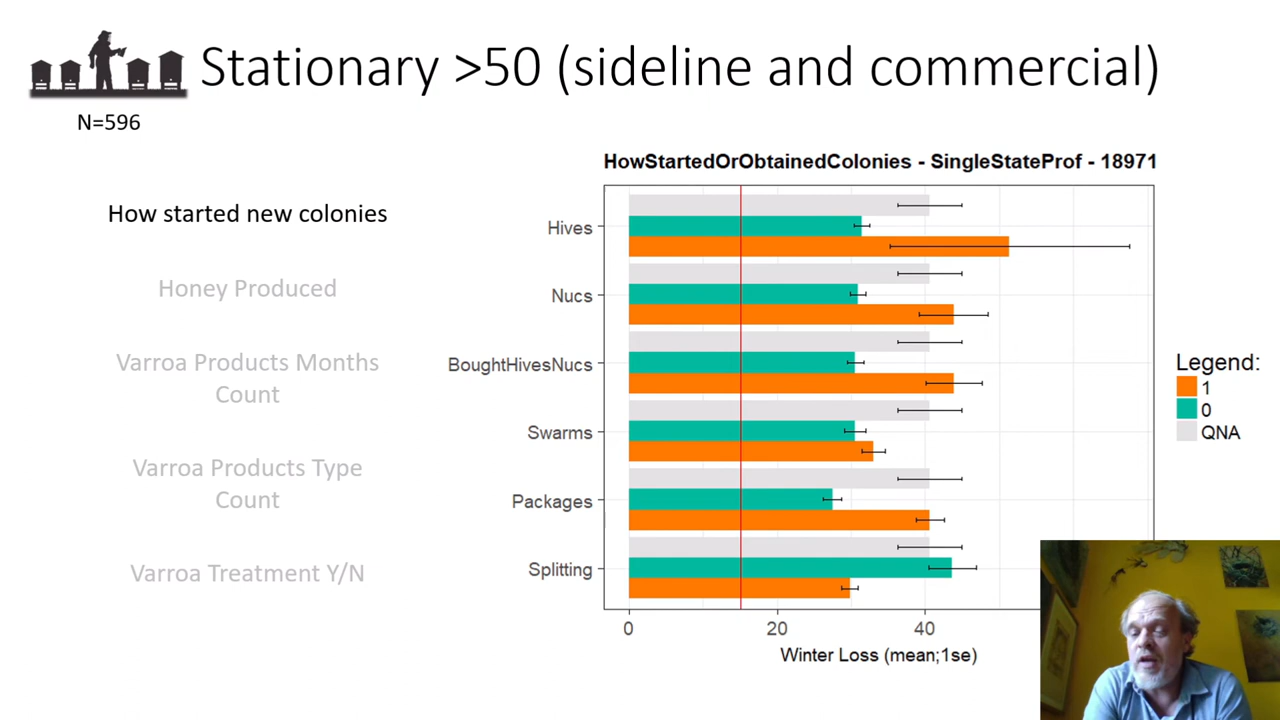 Stationary >50 (sideline and commercial)
N=596
How started new colonies
Honey Produced
Varroa Products Months
Count
Varroa Products Type
Count
Varroa Treatment Y/N
HowStartedOrObtainedColonies - SingleStateProf - 18971
Hives
Nucs
BoughtHivesNucs
Swarms
Packages
Splitting
0
20
40
Winter Loss (mean;1se)
Legend:
1
0
QNA